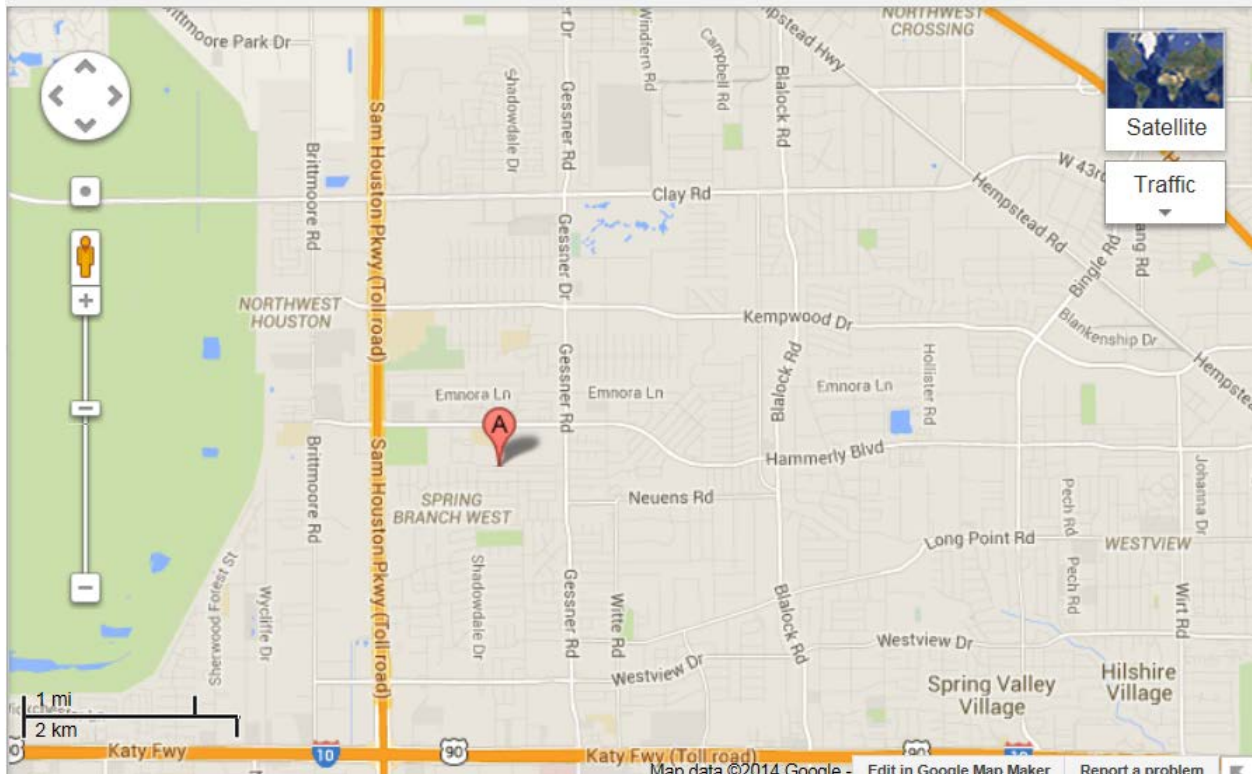 Brittmoore Park Dr
Sam Houston Pkwy (Toll road)
Shadowdale Dr
Gessner Rd
Windfern Rd
Campbell Rd
Blalock Rd
Hempstead Hwy
NORTHWEST
CROSSING
Satellite
Traffic
W 43rd
Clay Rd
Brittmoore Rd
Gessner Dr
Hempstead Rd
Bingle Rd
NORTHWEST
HOUSTON
Kempwood Dr
Blankenship Dr
Gessner Rd
Blalock Rd
Hollister Rd
Hempstea
Emnora Ln
Emnora Ln
Emnora Ln
A
Brittmoore Rd
Sam Houston Pkwy (Toll road)
Hammerly Blvd
SPRING
BRANCH WEST
Neuens Rd
Pech Rd
Johanna Dr
Long Point Rd
WESTVIEW
Sherwood Forest St
Wycliffe Dr
Shadowdale Dr
Gessner Rd
Witte Rd
Blalock Rd
Pech Rd
Wirt Rd
Westview Dr
Westview Dr
Spring Valley
Village
Hilshire
Village
1 mi
2 km
Katy Fwy
10
90
Katy Fwy (Toll road)
90
10
Map data ©2014 Google -
Edit in Google Map Maker
Report a problem